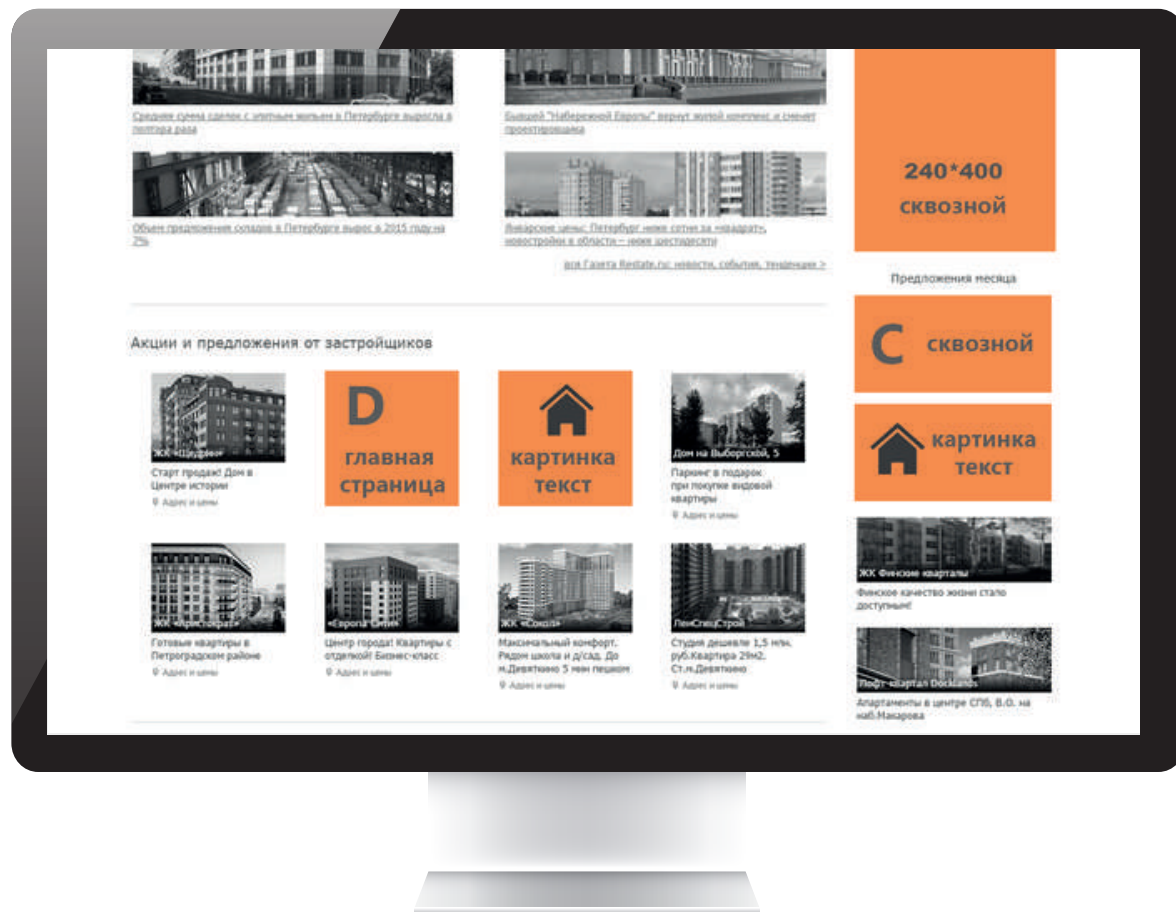 Средняя сумма сделок с элитным жильем в Петербурге выросла в
полтора раза
Бывшей "Набережной Европы" вернут жилой комплекс и сменят
проектировщика
Объем предложения складов в Петербурге вырос в 2015 году на
7%
Январские цены: Петербург ниже сотни за «квадрат»,
новостройки в области – ниже шестидесяти
вся Газета Restate.ru: новости, события, тенденции >
Акции и предложения от застройщиков
ЖК «Щедрин»
Старт продаж! Дом в
Центре истории
Адрес и цены
D
главная
страница
картинка
текст
Дом на Выборгской, 5
Паркинг в подарок
при покупке видовой
квартиры
Адрес и цены
ЖК «Аристократ»
Готовые квартиры в
Петроградском районе
Адрес и цены
«Европа Сити»
Центр города! Квартиры с
отделкой! Бизнес-класс
Адрес и цены
ЖК «Сокол»
Максимальный комфорт.
Рядом школа и д/сад. До
м.Девяткино 5 мин пешком
Адрес и цены
ЛенСпецСтрой
Студия дешевле 1,5 млн.
руб.Квартира 29м2.
Ст.м.Девяткино
Адрес и цены
240*400
сквозной
Предложения месяца
C сквозной
картинка
текст
ЖК Финские кварталы
Финское качество жизни стало
доступным!
Лофт-квартал Docklands
Апартаменты в центре СПб, В.О. на
наб.Макарова